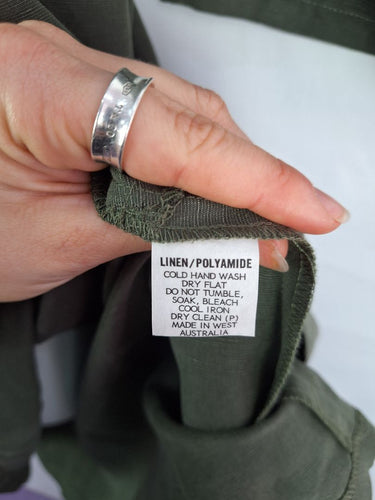 LINEN/POLYAMIDE
COLD HAND WASH
DRY FLAT
DO NOT TUMBLE,
SOAK, BLEACH
COOL IRON
DRY CLEAN (P)
MADE IN WEST
AUSTRALIA